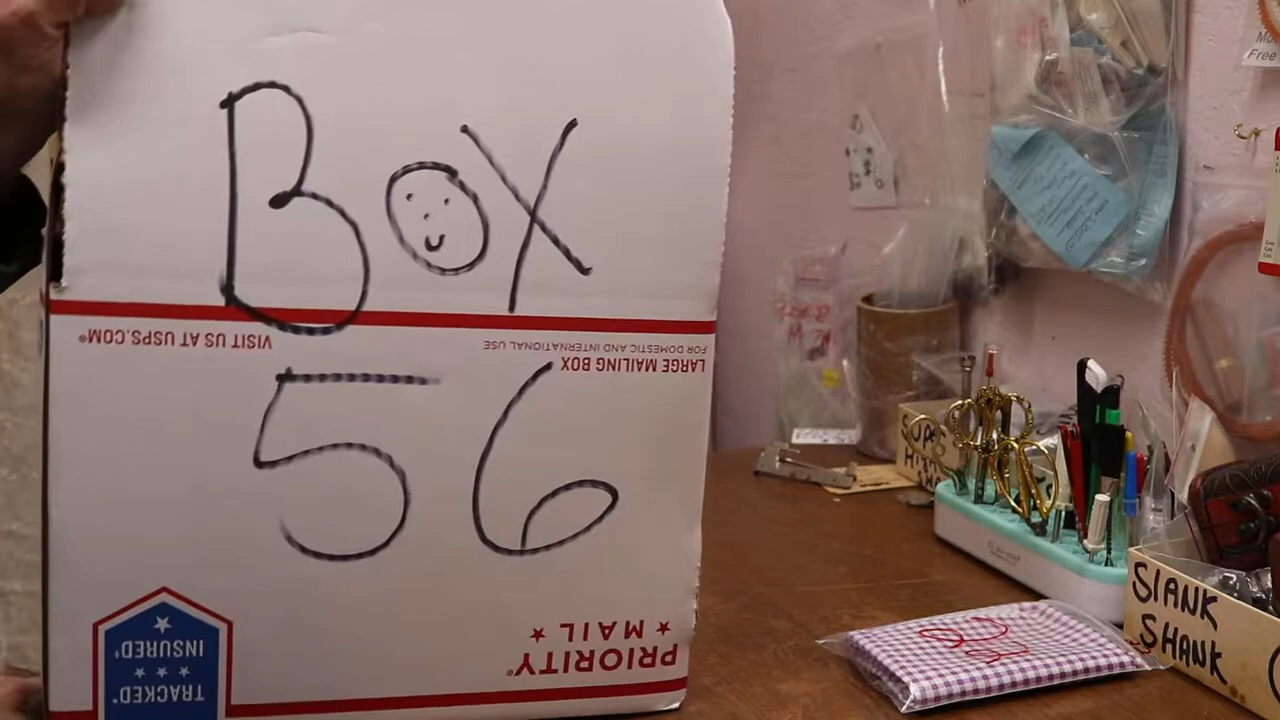 Box
VISIT US AT USPS.COM®
FOR DOMESTIC AND INTERNATIONAL USE
LARGE MAILING BOX
56
PRIORITY®
★ MAIL ★
TRACKED
★ ★ ★
INSURED
★
SlANK
SHANK
Free